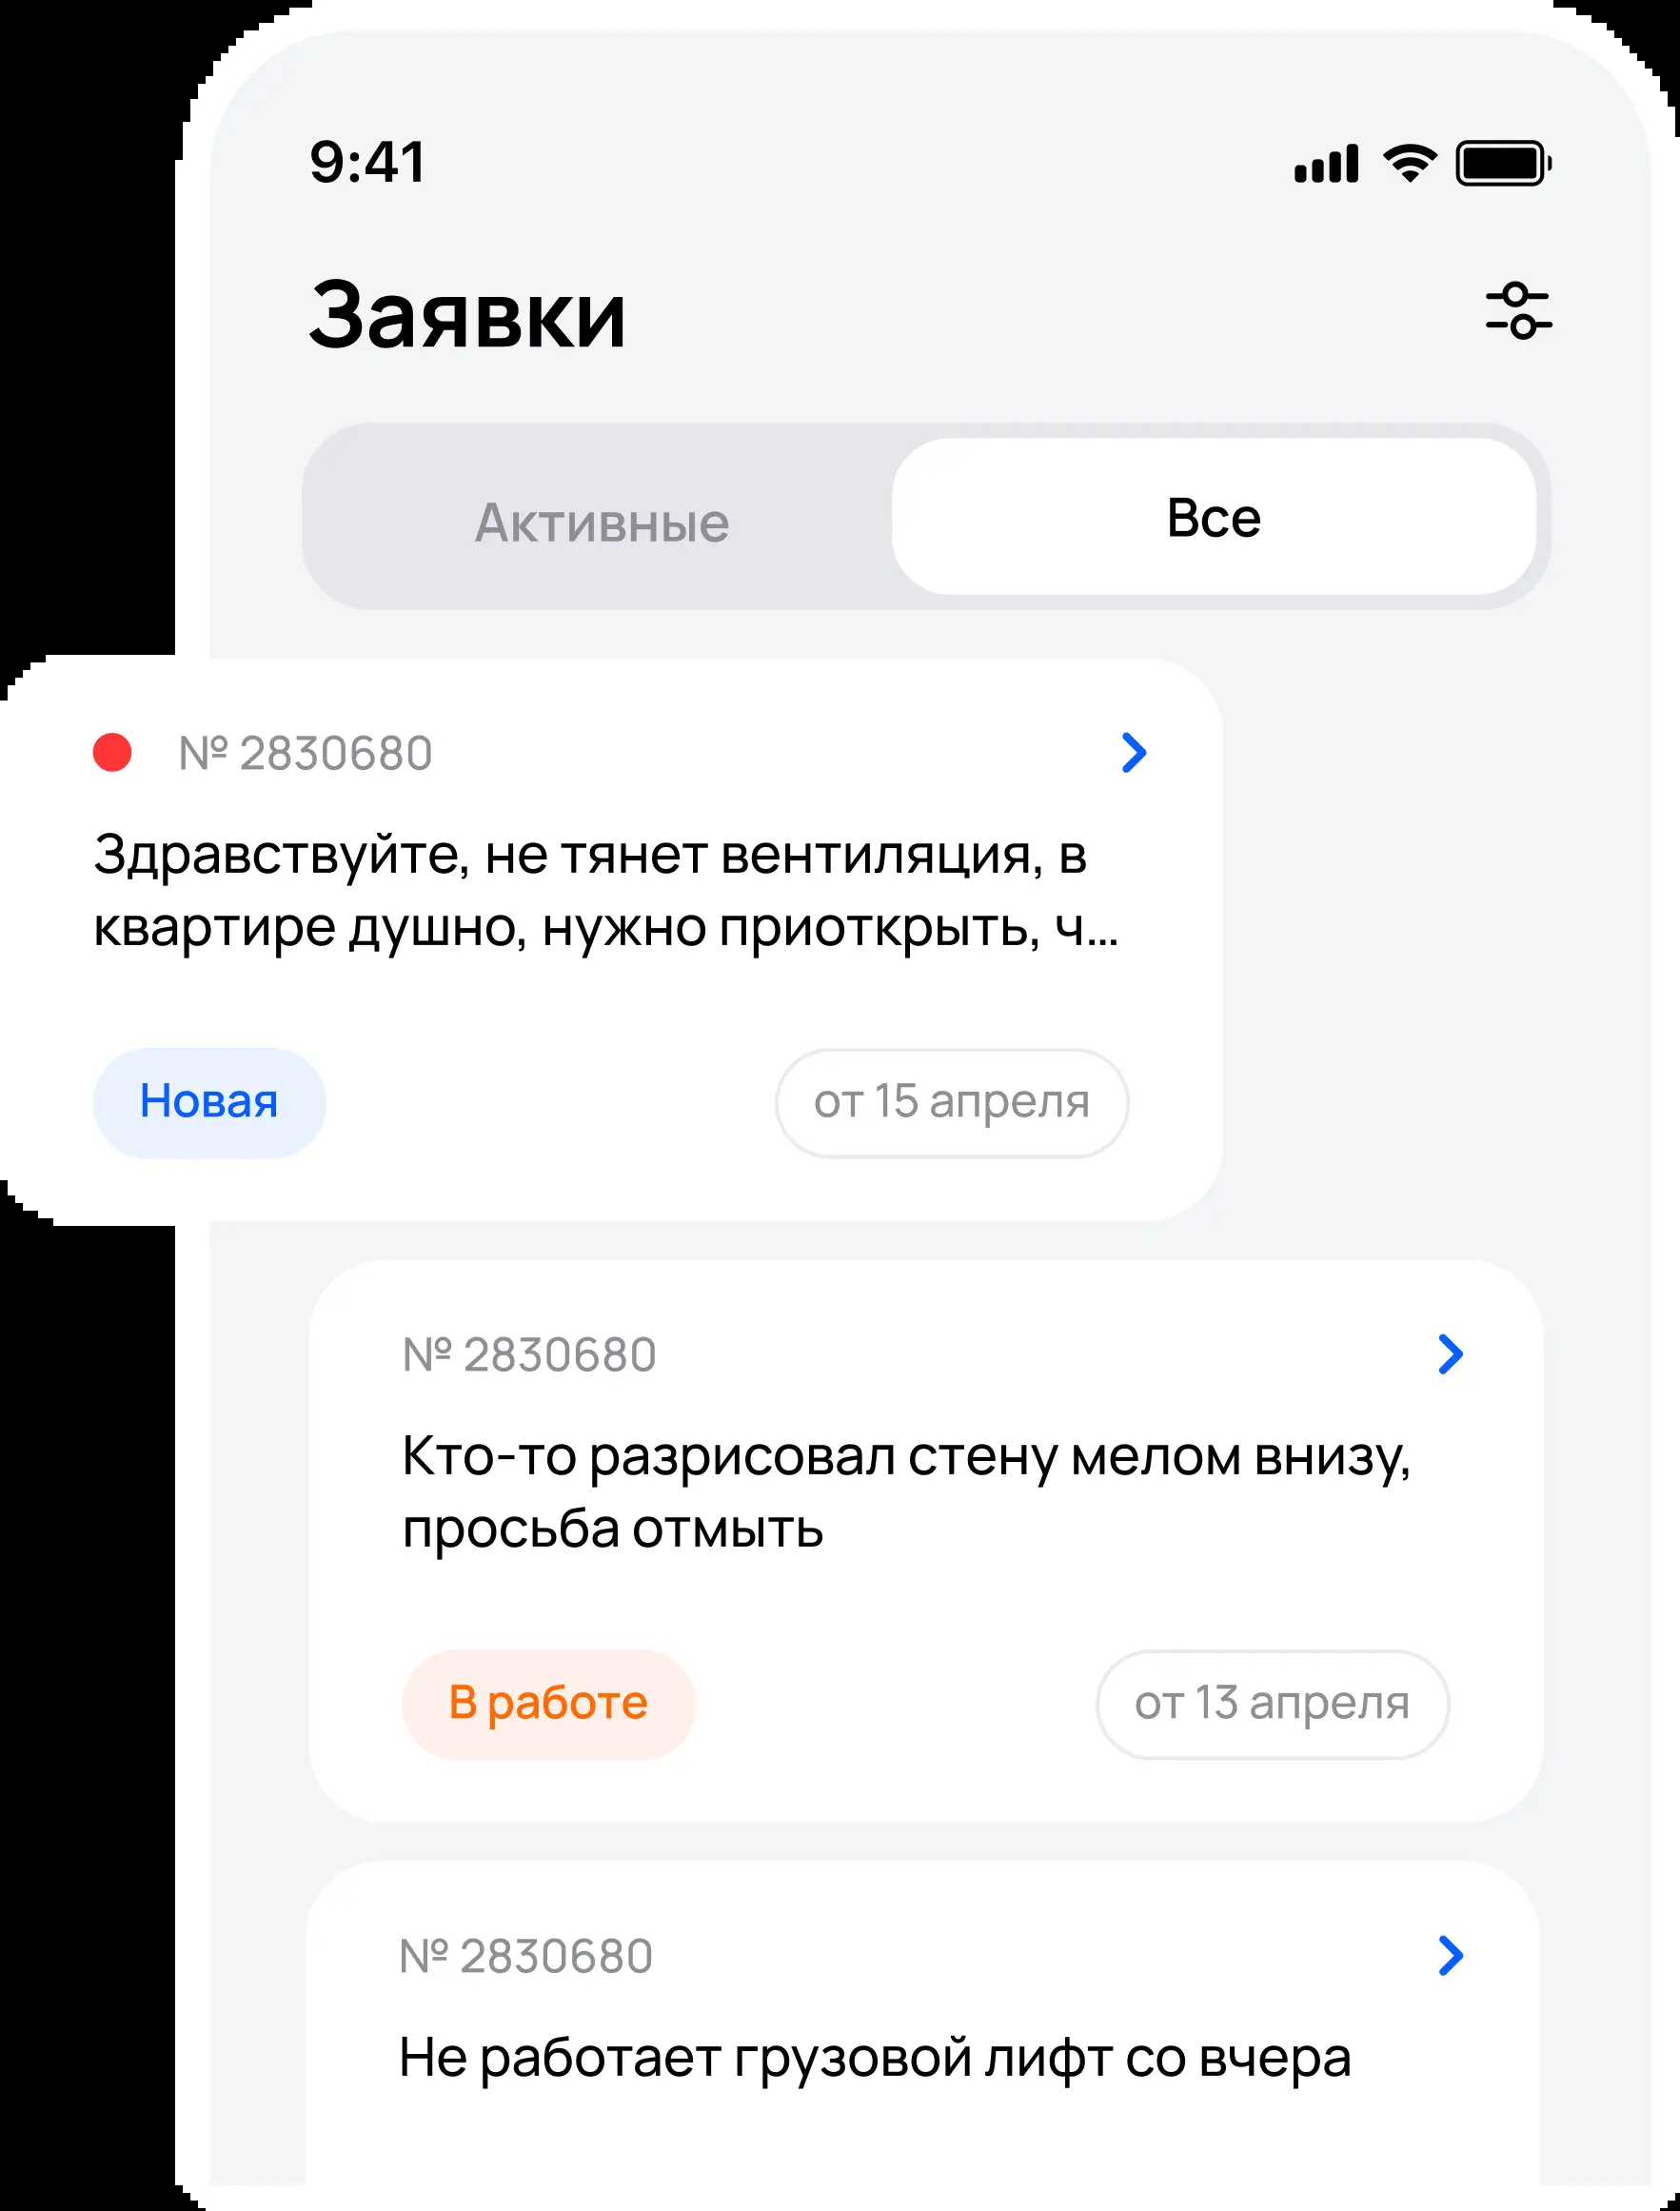 9:41
Заявки
Активные
Все
№ 2830680
Здравствуйте, не тянет вентиляция, в
квартире душно, нужно приоткрыть, ч...
Новая
от 15 апреля
№ 2830680
Кто-то разрисовал стену мелом внизу,
просьба отмыть
В работе
от 13 апреля
№ 2830680
Не работает грузовой лифт со вчера